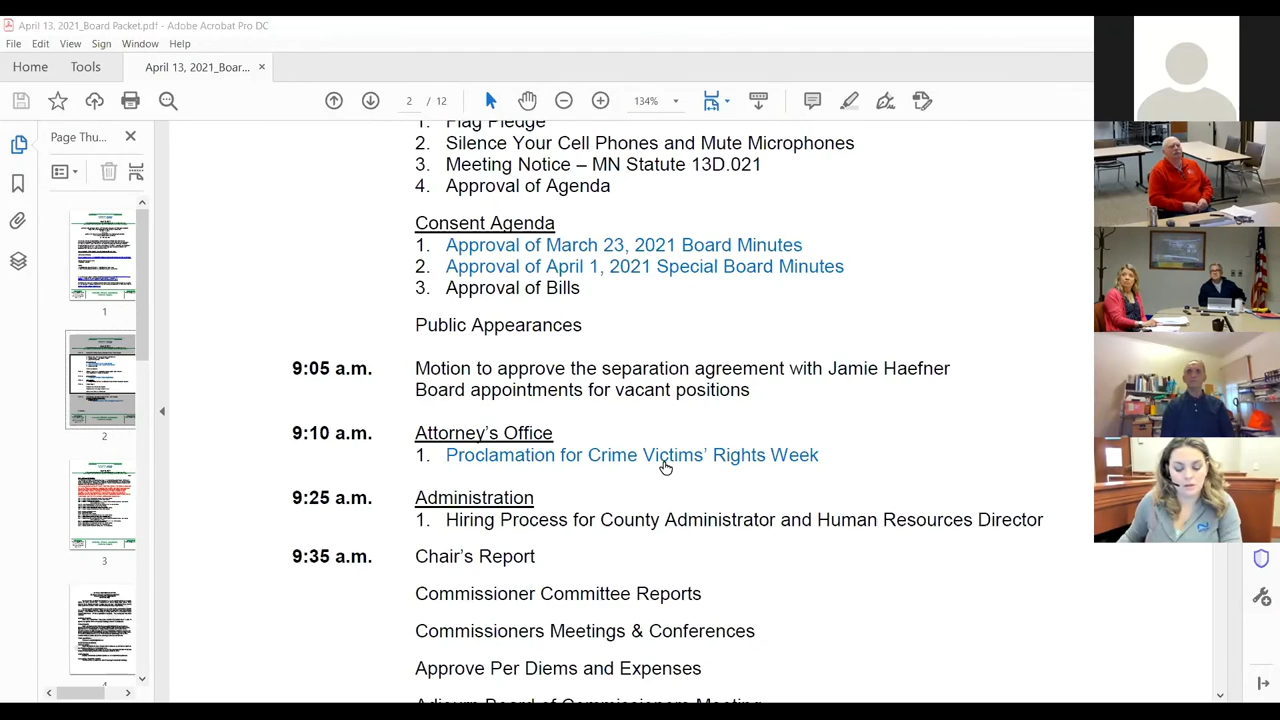 April 13, 2021_Board Packet.pdf - Adobe Acrobat Pro DC
File Edit View Sign Window Help
Home Tools April 13, 2021_Boar... ×
2 / 12 134%
Page Thu...
1. Flag Pledge
2. Silence Your Cell Phones and Mute Microphones
3. Meeting Notice – MN Statute 13D.021
4. Approval of Agenda
Consent Agenda
1. Approval of March 23, 2021 Board Minutes
2. Approval of April 1, 2021 Special Board Minutes
3. Approval of Bills
Public Appearances
9:05 a.m. Motion to approve the separation agreement with Jamie Haefner
Board appointments for vacant positions
9:10 a.m. Attorney's Office
1. Proclamation for Crime Victims' Rights Week
9:25 a.m. Administration
1. Hiring Process for County Administrator and Human Resources Director
9:35 a.m. Chair's Report
Commissioner Committee Reports
Commissioners Meetings & Conferences
Approve Per Diems and Expenses
Adjourn Board of Commissioners Meeting
1
2
3
4